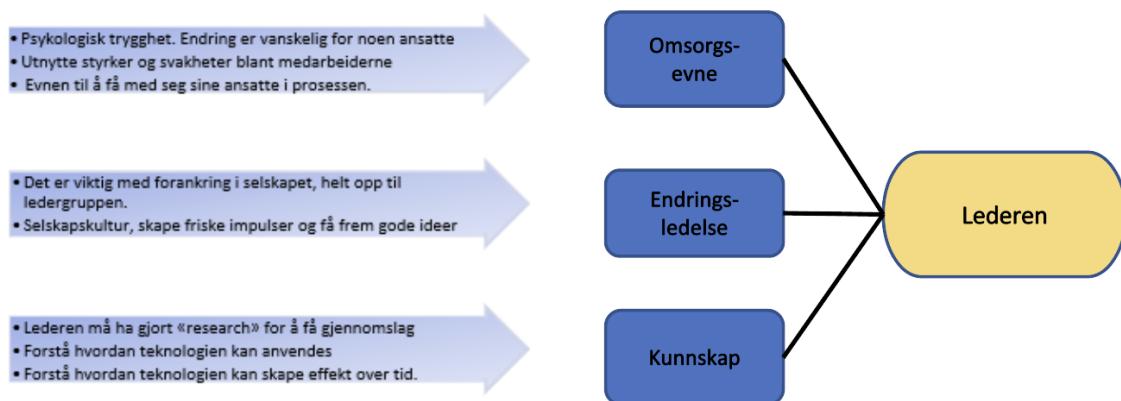 • Psykologisk trygghet. Endring er vanskelig for noen ansatte
• Utnytte styrker og svakheter blant medarbeiderne
• Evnen til å få med seg sine ansatte i prosessen.
Omsorgs-
evne
• Det er viktig med forankring i selskapet, helt opp til
ledergruppen.
• Selskapskultur, skape friske impulser og få frem gode ideer
Endrings-
ledelse
Lederen
• Lederen må ha gjort «research» for å få gjennomslag
• Forstå hvordan teknologien kan anvendes
• Forstå hvordan teknologien kan skape effekt over tid.
Kunnskap